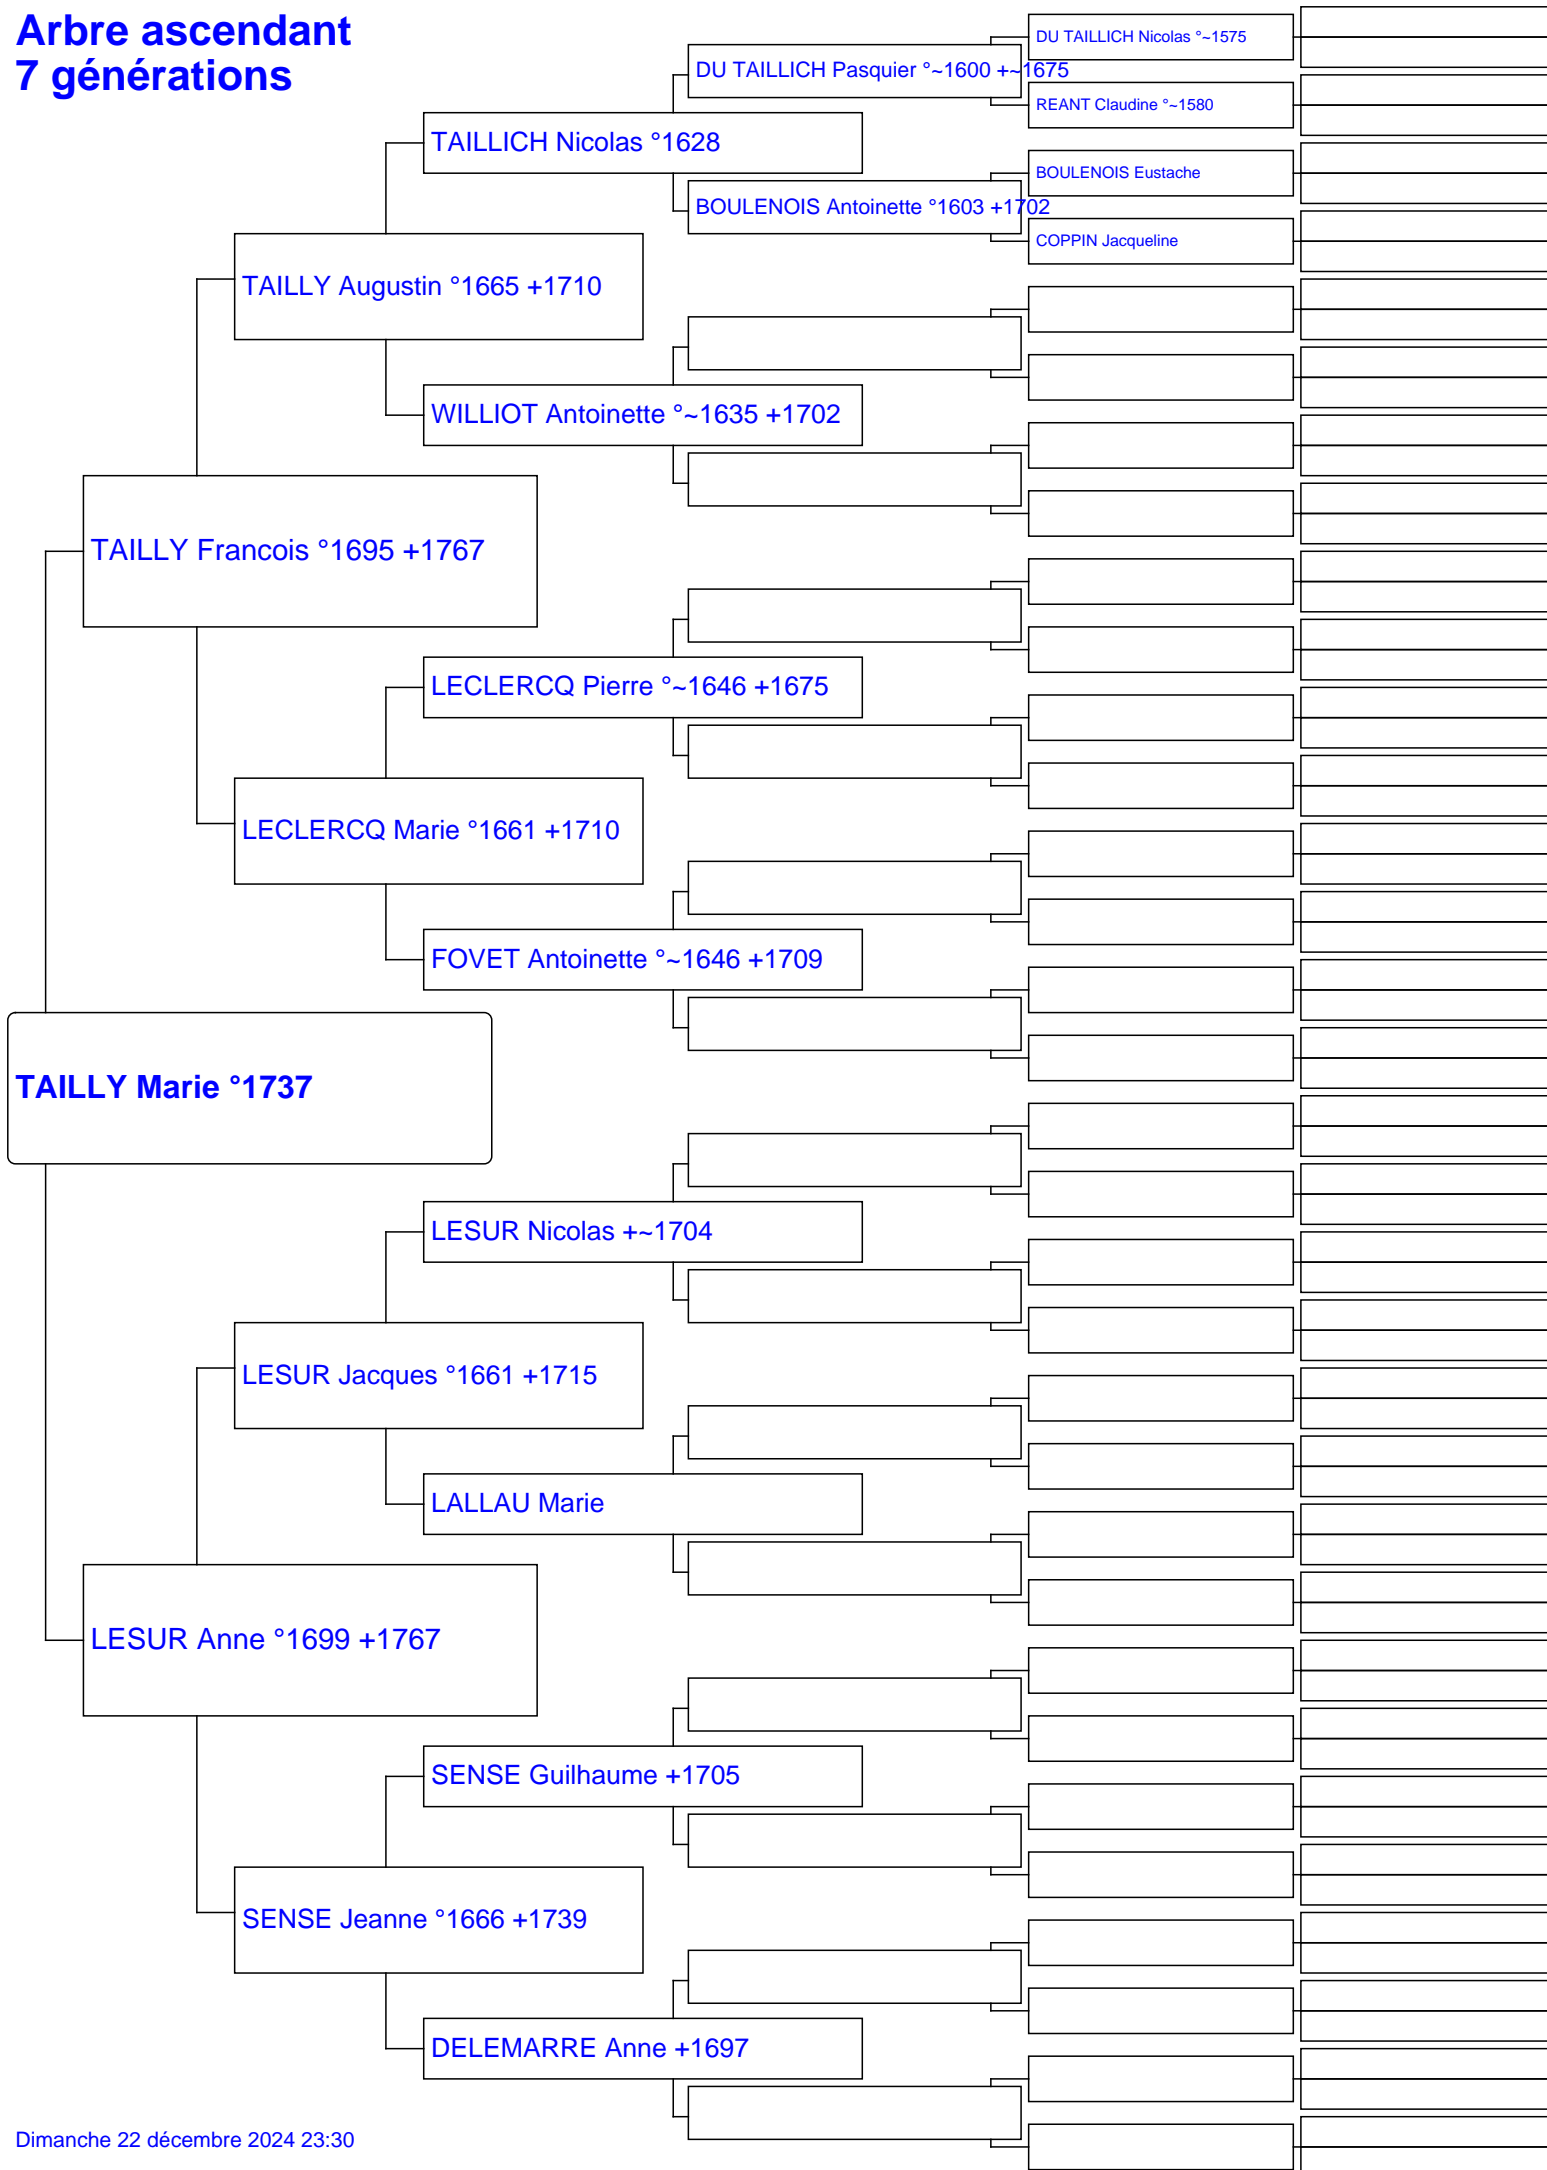 Arbre ascendant
7 générations
DU TAILLICH Nicolas °~1575
DU TAILLICH Pasquier °~1600 +~1675
REANT Claudine °~1580
TAILLICH Nicolas °1628
BOULENOIS Eustache
BOULENOIS Antoinette °1603 +1702
COPPIN Jacqueline
TAILLY Augustin °1665 +1710
WILLIOT Antoinette °~1635 +1702
TAILLY Francois °1695 +1767
LECLERCQ Pierre °~1646 +1675
LECLERCQ Marie °1661 +1710
FOVET Antoinette °~1646 +1709
TAILLY Marie °1737
LESUR Nicolas +~1704
LESUR Jacques °1661 +1715
LALLAU Marie
LESUR Anne °1699 +1767
SENSE Guilhaume +1705
SENSE Jeanne °1666 +1739
DELEMARRE Anne +1697
Dimanche 22 décembre 2024 23:30